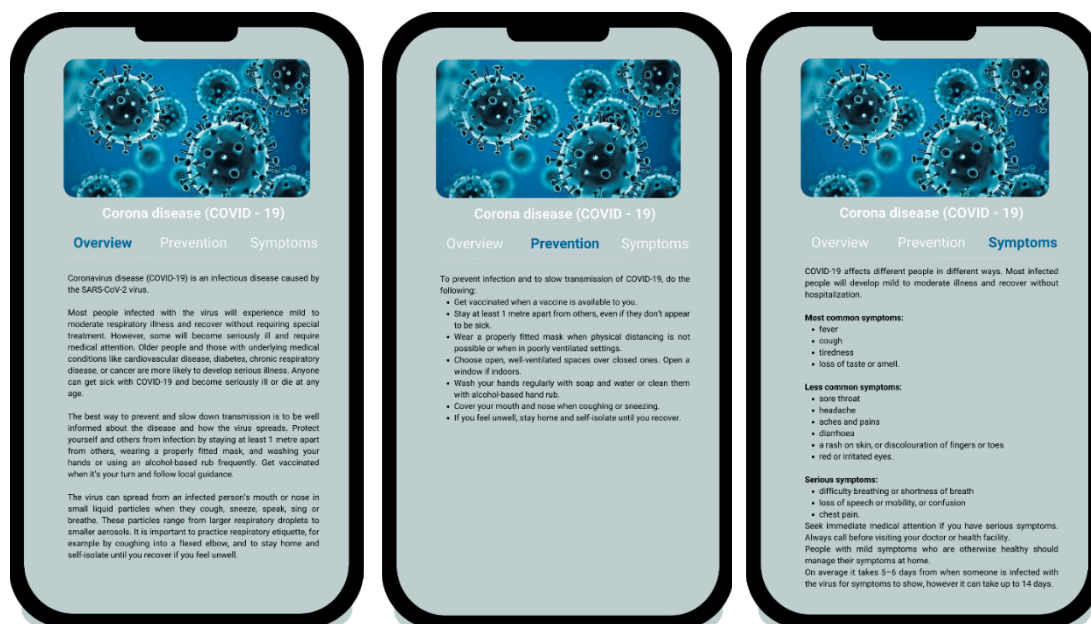 Corona disease (COVID - 19)
Overview Prevention Symptoms
Coronavirus disease (COVID-19) is an infectious disease caused by
the SARS-CoV-2 virus.
Most people infected with the virus will experience mild to
moderate respiratory illness and recover without requiring special
treatment. However, some will become seriously ill and require
medical attention. Older people and those with underlying medical
conditions like cardiovascular disease, diabetes, chronic respiratory
disease, or cancer are more likely to develop serious illness. Anyone
can get sick with COVID-19 and become seriously ill or die at any
age.
The best way to prevent and slow down transmission is to be well
informed about the disease and how the virus spreads. Protect
yourself and others from infection by staying at least 1 metre apart
from others, wearing a properly fitted mask, and washing your
hands or using an alcohol-based rub frequently. Get vaccinated
when it's your turn and follow local guidance.
The virus can spread from an infected person's mouth or nose in
small liquid particles when they cough, sneeze, speak, sing or
breathe. These particles range from larger respiratory droplets to
smaller aerosols. It is important to practice respiratory etiquette, for
example by coughing into a flexed elbow, and to stay home and
self-isolate until you recover if you feel unwell.
Corona disease (COVID - 19)
Overview Prevention Symptoms
To prevent infection and to slow transmission of COVID-19, do the
following:
• Get vaccinated when a vaccine is available to you.
• Stay at least 1 metre apart from others, even if they don't appear
to be sick.
• Wear a properly fitted mask when physical distancing is not
possible or when in poorly ventilated settings.
• Choose open, well-ventilated spaces over closed ones. Open a
window if indoors.
• Wash your hands regularly with soap and water or clean them
with alcohol-based hand rub.
• Cover your mouth and nose when coughing or sneezing.
• If you feel unwell, stay home and self-isolate until you recover.
Corona disease (COVID - 19)
Overview Prevention Symptoms
COVID-19 affects different people in different ways. Most infected
people will develop mild to moderate illness and recover without
hospitalization.
Most common symptoms:
• fever
• cough
• tiredness
• loss of taste or smell.
Less common symptoms:
• sore throat
• headache
• aches and pains
• diarrhoea
• a rash on skin, or discolouration of fingers or toes
• red or irritated eyes.
Serious symptoms:
• difficulty breathing or shortness of breath
• loss of speech or mobility, or confusion
• chest pain.
Seek immediate medical attention if you have serious symptoms.
Always call before visiting your doctor or health facility.
People with mild symptoms who are otherwise healthy should
manage their symptoms at home.
On average it takes 5–6 days from when someone is infected with
the virus for symptoms to show, however it can take up to 14 days.